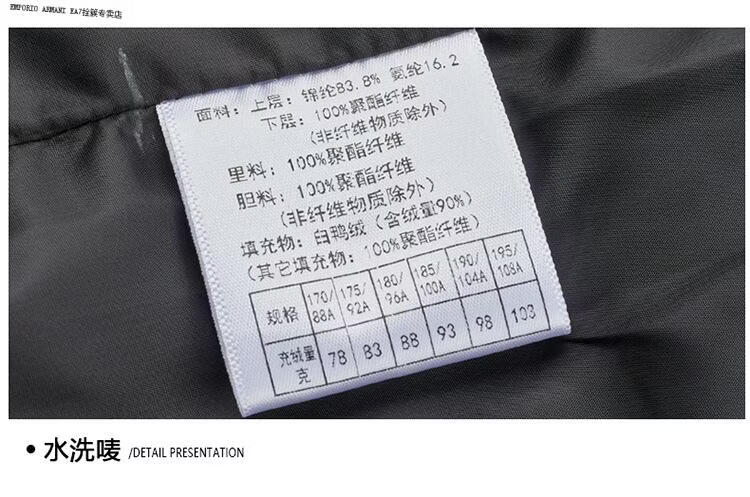 EMPORIO ARMANI EA7拴簇专卖店
面料：上层：锦纶83.8% 氨纶16.2
下层：100%聚酯纤维
(非纤维物质除外)
里料：100%聚酯纤维
胆料：100%聚酯纤维
(非纤维物质除外)
填充物：白鸭绒 (含绒量90%)
(其它填充物：100%聚酯纤维)
规格 170/88A 175/92A 180/96A 185/100A 190/104A 195/108A
充绒量克 78 83 88 93 98 103
• 水洗唛 /DETAIL PRESENTATION